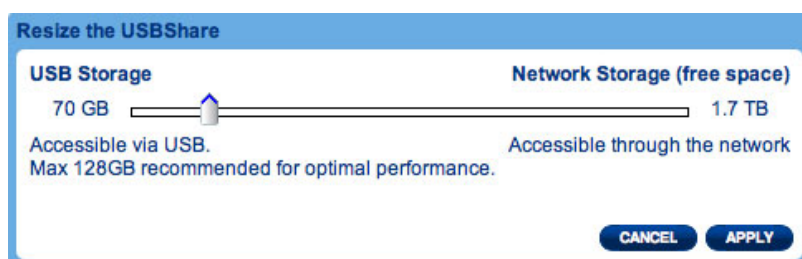 Resize the USBShare
USB Storage
Network Storage (free space)
70 GB
1.7 TB
Accessible via USB.
Accessible through the network
Max 128GB recommended for optimal performance.
CANCEL
APPLY